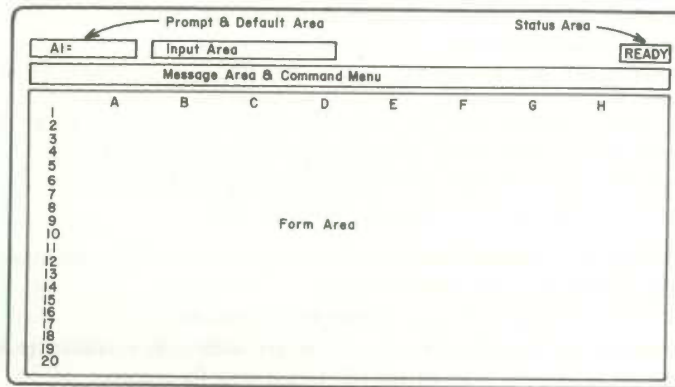 Prompt & Default Area
Status Area
A1=
Input Area
READY
Message Area & Command Menu
A B C D E F G H
1
2
3
4
5
6
7
8
9
Form Area
10
11
12
13
14
15
16
17
18
19
20